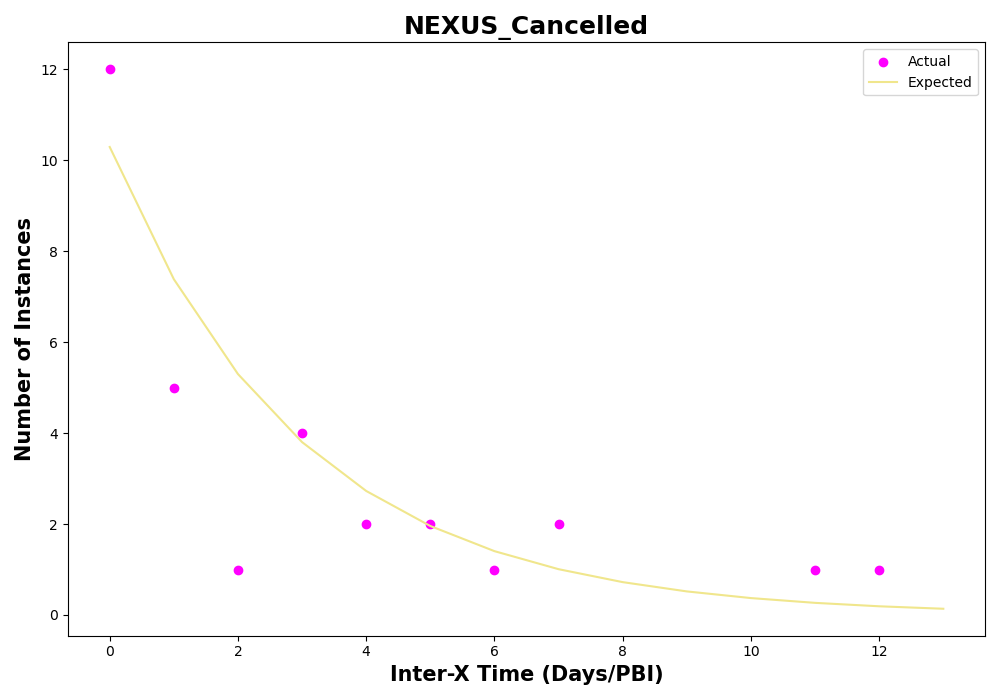 NEXUS_Cancelled
Actual
Expected
Number of Instances
12
10
8
6
4
2
0
0 2 4 6 8 10 12
Inter-X Time (Days/PBI)